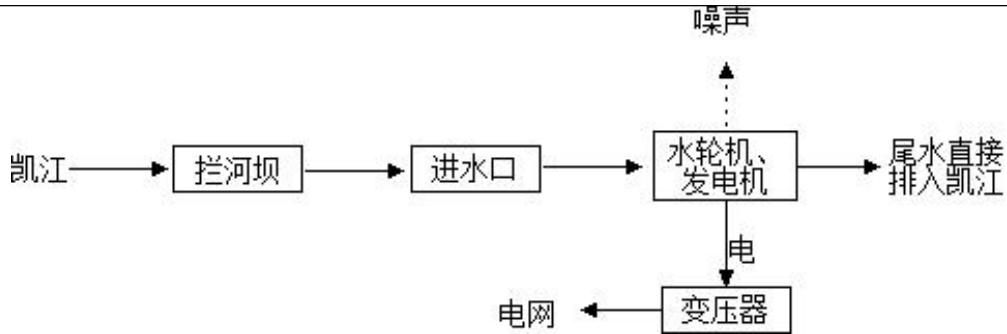 噪声
凯江
拦河坝
进水口
水轮机、
发电机
尾水直接
排入凯江
电
变压器
电网